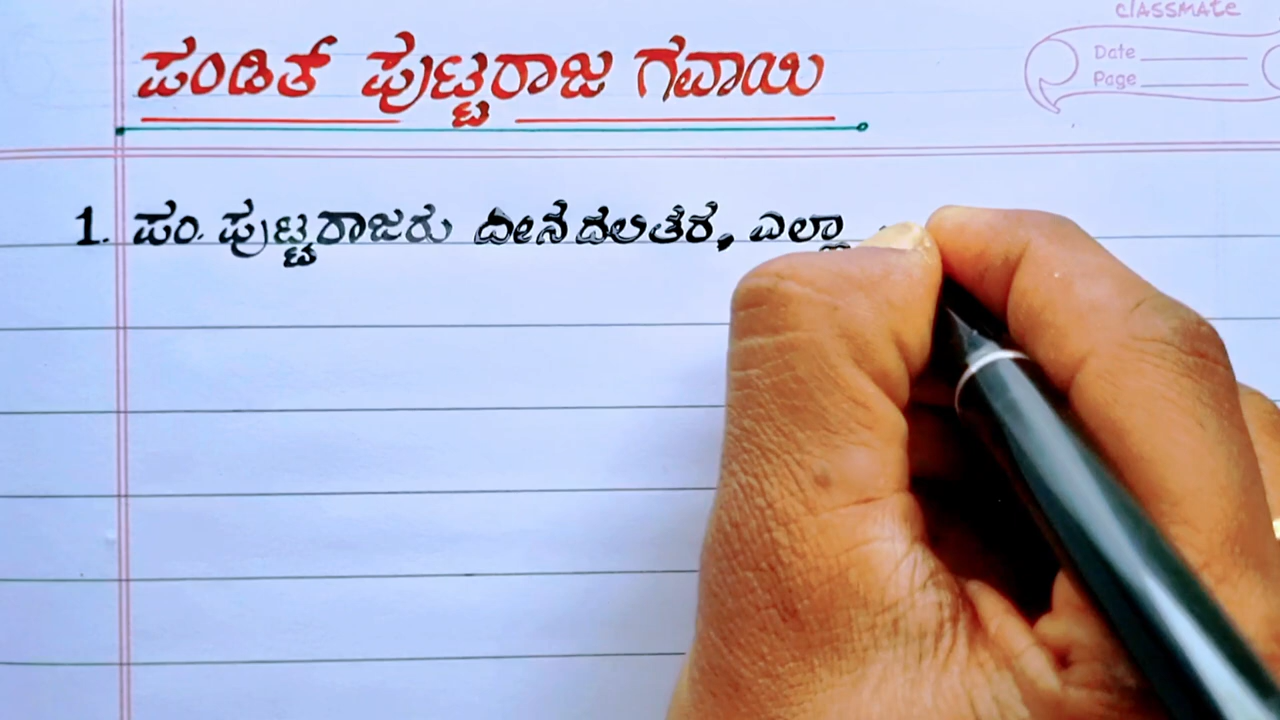 classmate
Date
Page
ಪಂಡಿತ್ ಪುಟ್ಟರಾಜ ಗವಾಯಿ
1. ಪಂ. ಪುಟ್ಟರಾಜರು ದೀನೆ ದಲಿತರ, ಎಲ್ಲಾ